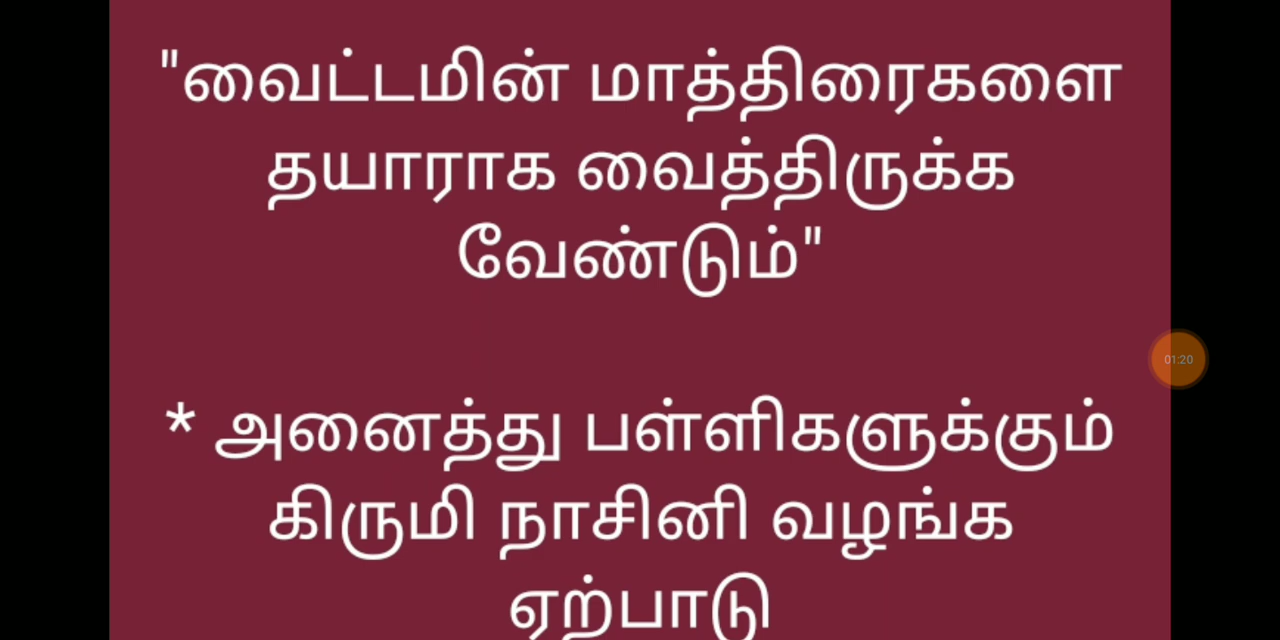 "வைட்டமின் மாத்திரைகளை
தயாராக வைத்திருக்க
வேண்டும்"
* அனைத்து பள்ளிகளுக்கும்
கிருமி நாசினி வழங்க
ஏற்பாடு
01:20